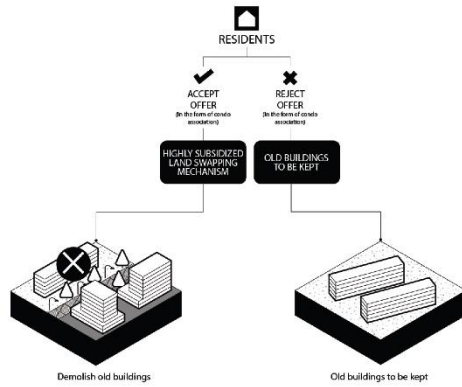 RESIDENTS
ACCEPT
OFFER
(in the form of condo
association)
REJECT
OFFER
(in the form of condo
association)
HIGHLY SUBSIDIZED
LAND SWAPPING
MECHANISM
OLD BUILDINGS
TO BE KEPT
Demolish old buildings
Old buildings to be kept